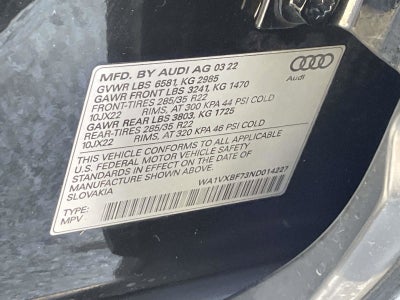 MFD. BY AUDI AG 03 22
GVWR LBS 6581, KG 2985
GAWR FRONT LBS 3241, KG 1470
FRONT-TIRES 285/35 R22
10JX22 RIMS, AT 300 KPA 44 PSI COLD
GAWR REAR LBS 3803, KG 1725
REAR-TIRES 285/35 R22
10JX22 RIMS, AT 320 KPA 46 PSI COLD
THIS VEHICLE CONFORMS TO ALL APPLICABLE
U.S. FEDERAL MOTOR VEHICLE SAFETY
STANDARDS IN EFFECT ON THE DATE OF
MANUFACTURE SHOWN ABOVE
SLOVAKIA WA1VXBF73ND014227
TYPE: MPV
Audi